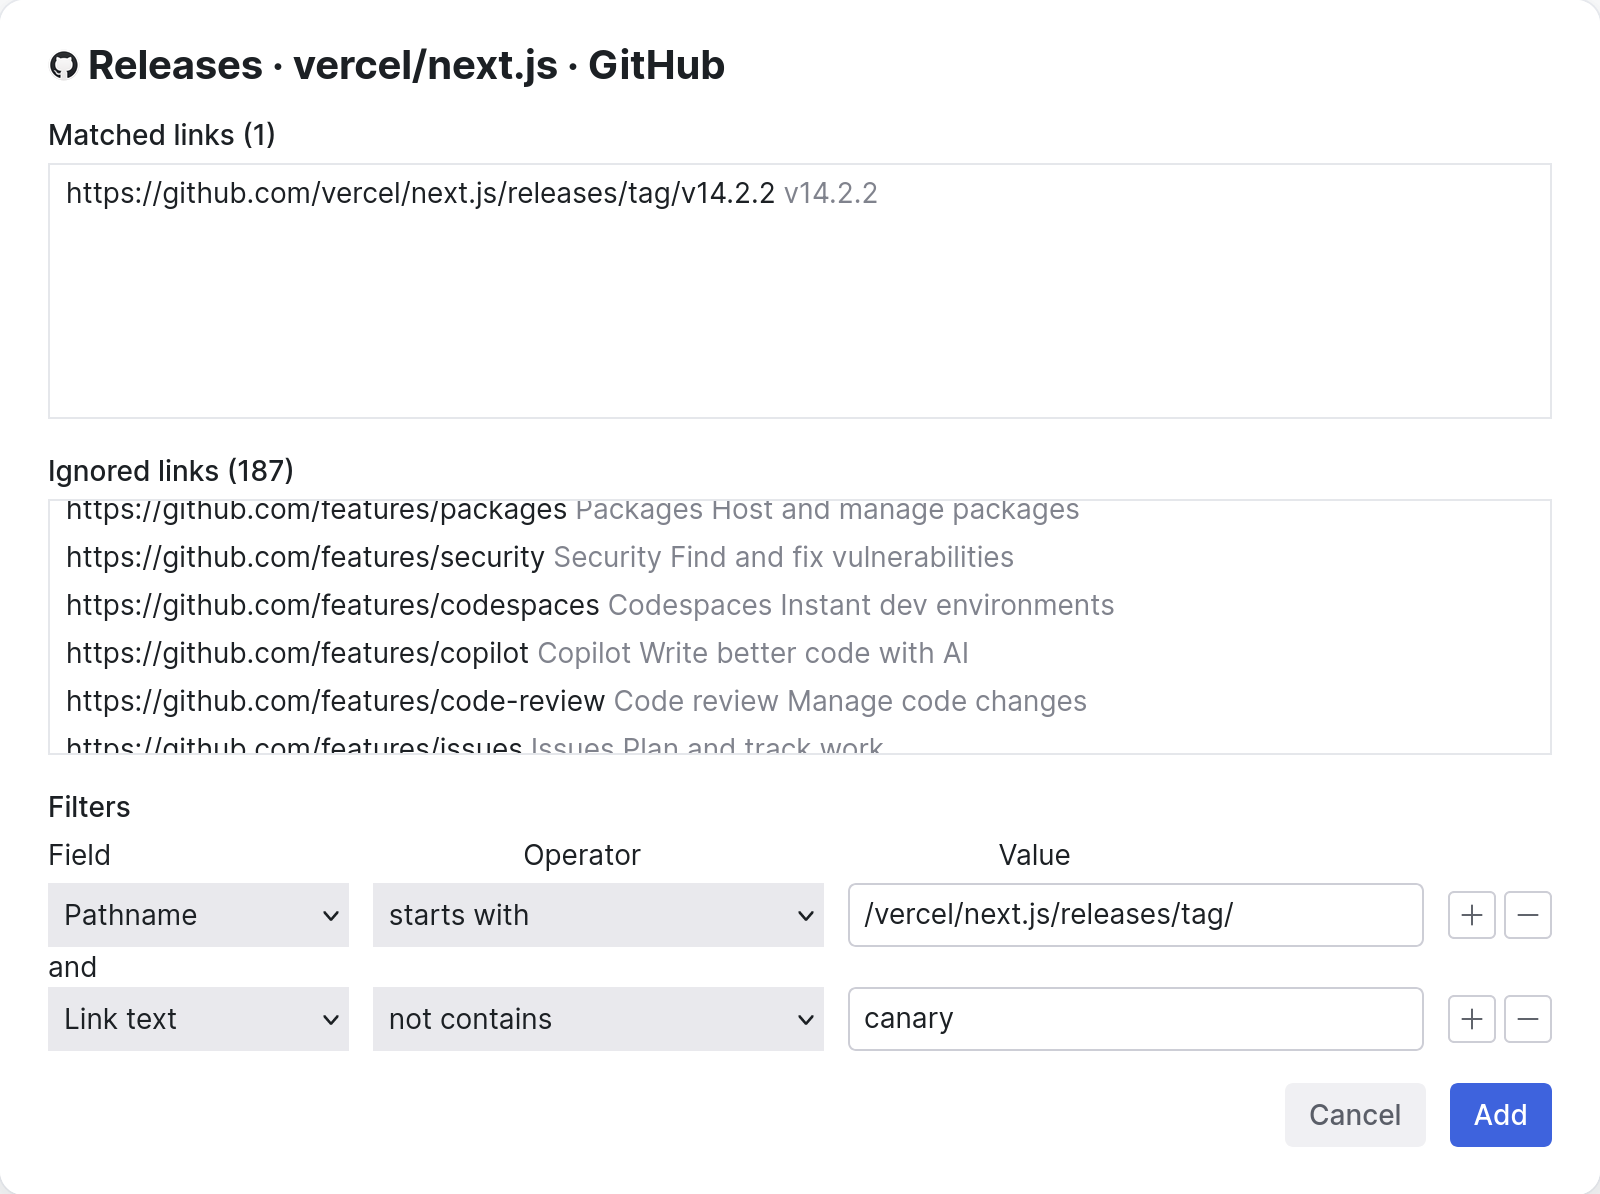 Releases · vercel/next.js · GitHub
Matched links (1)
https://github.com/vercel/next.js/releases/tag/v14.2.2 v14.2.2
Ignored links (187)
https://github.com/features/packages Packages Host and manage packages
https://github.com/features/security Security Find and fix vulnerabilities
https://github.com/features/codespaces Codespaces Instant dev environments
https://github.com/features/copilot Copilot Write better code with AI
https://github.com/features/code-review Code review Manage code changes
https://github.com/features/issues Issues Plan and track work
Filters
Field Operator Value
Pathname starts with /vercel/next.js/releases/tag/
and
Link text not contains canary
Cancel Add